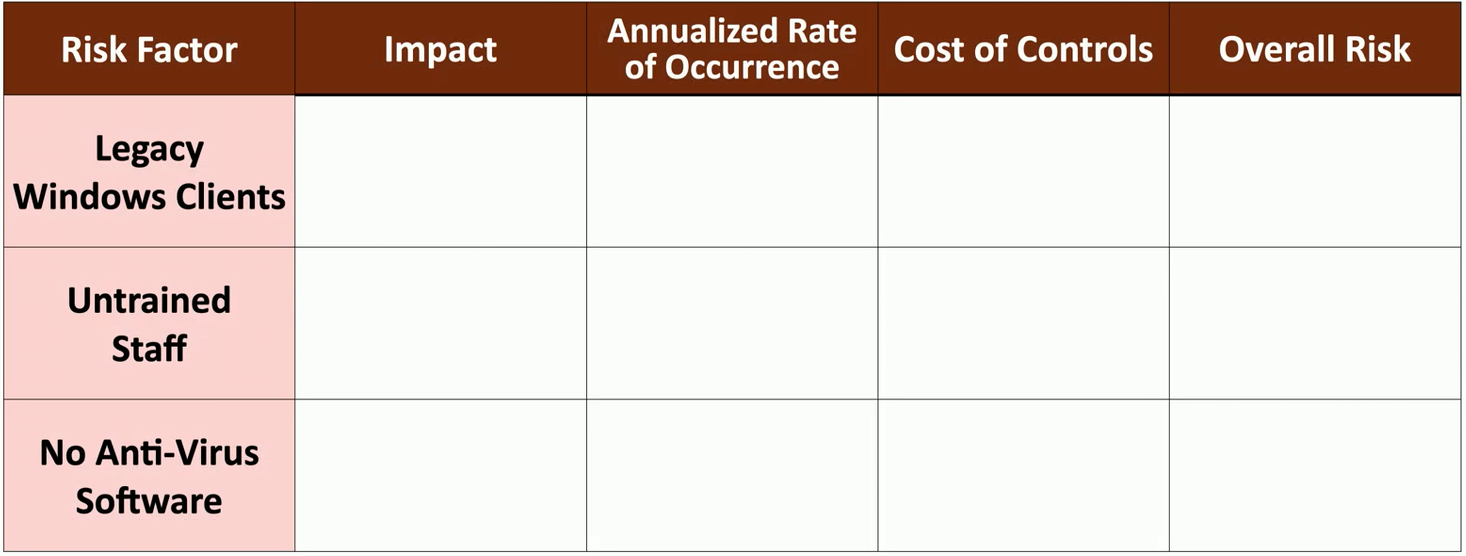 Risk Factor
Impact
Annualized Rate
of Occurrence
Cost of Controls
Overall Risk
Legacy
Windows Clients
Untrained
Staff
No Anti-Virus
Software